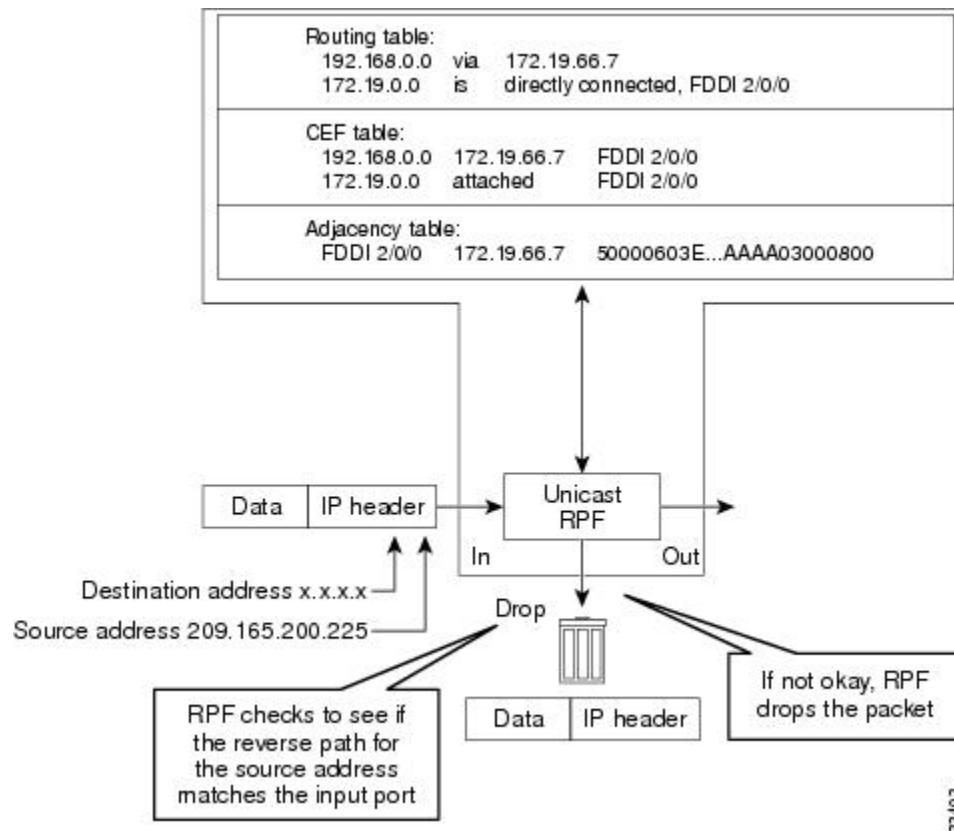 Routing table:
192.168.0.0 via 172.19.66.7
172.19.0.0 is directly connected, FDDI 2/0/0
CEF table:
192.168.0.0 172.19.66.7 FDDI 2/0/0
172.19.0.0 attached FDDI 2/0/0
Adjacency table:
FDDI 2/0/0 172.19.66.7 50000603E...AAAA03000800
Data
IP header
Unicast
RPF
In
Out
Destination address x.x.x.x
Source address 209.165.200.225
Drop
RPF checks to see if
the reverse path for
the source address
matches the input port
Data
IP header
If not okay, RPF
drops the packet